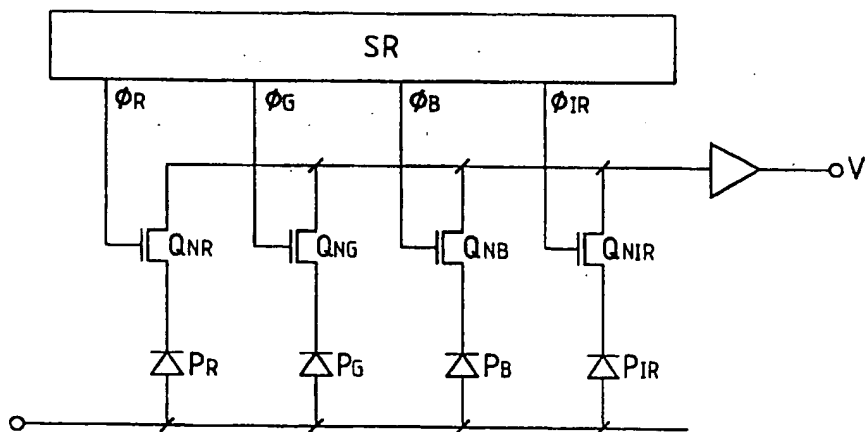 SR
ϕR ϕG ϕB ϕIR
V
QNR QNG QNB QNIR
PR PG PB PIR